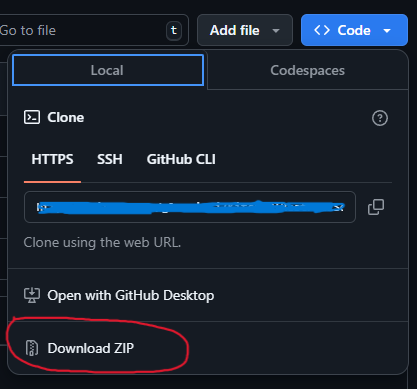 Go to file t Add file <> Code
Local Codespaces
Clone
HTTPS SSH GitHub CLI
Clone using the web URL.
Open with GitHub Desktop
Download ZIP